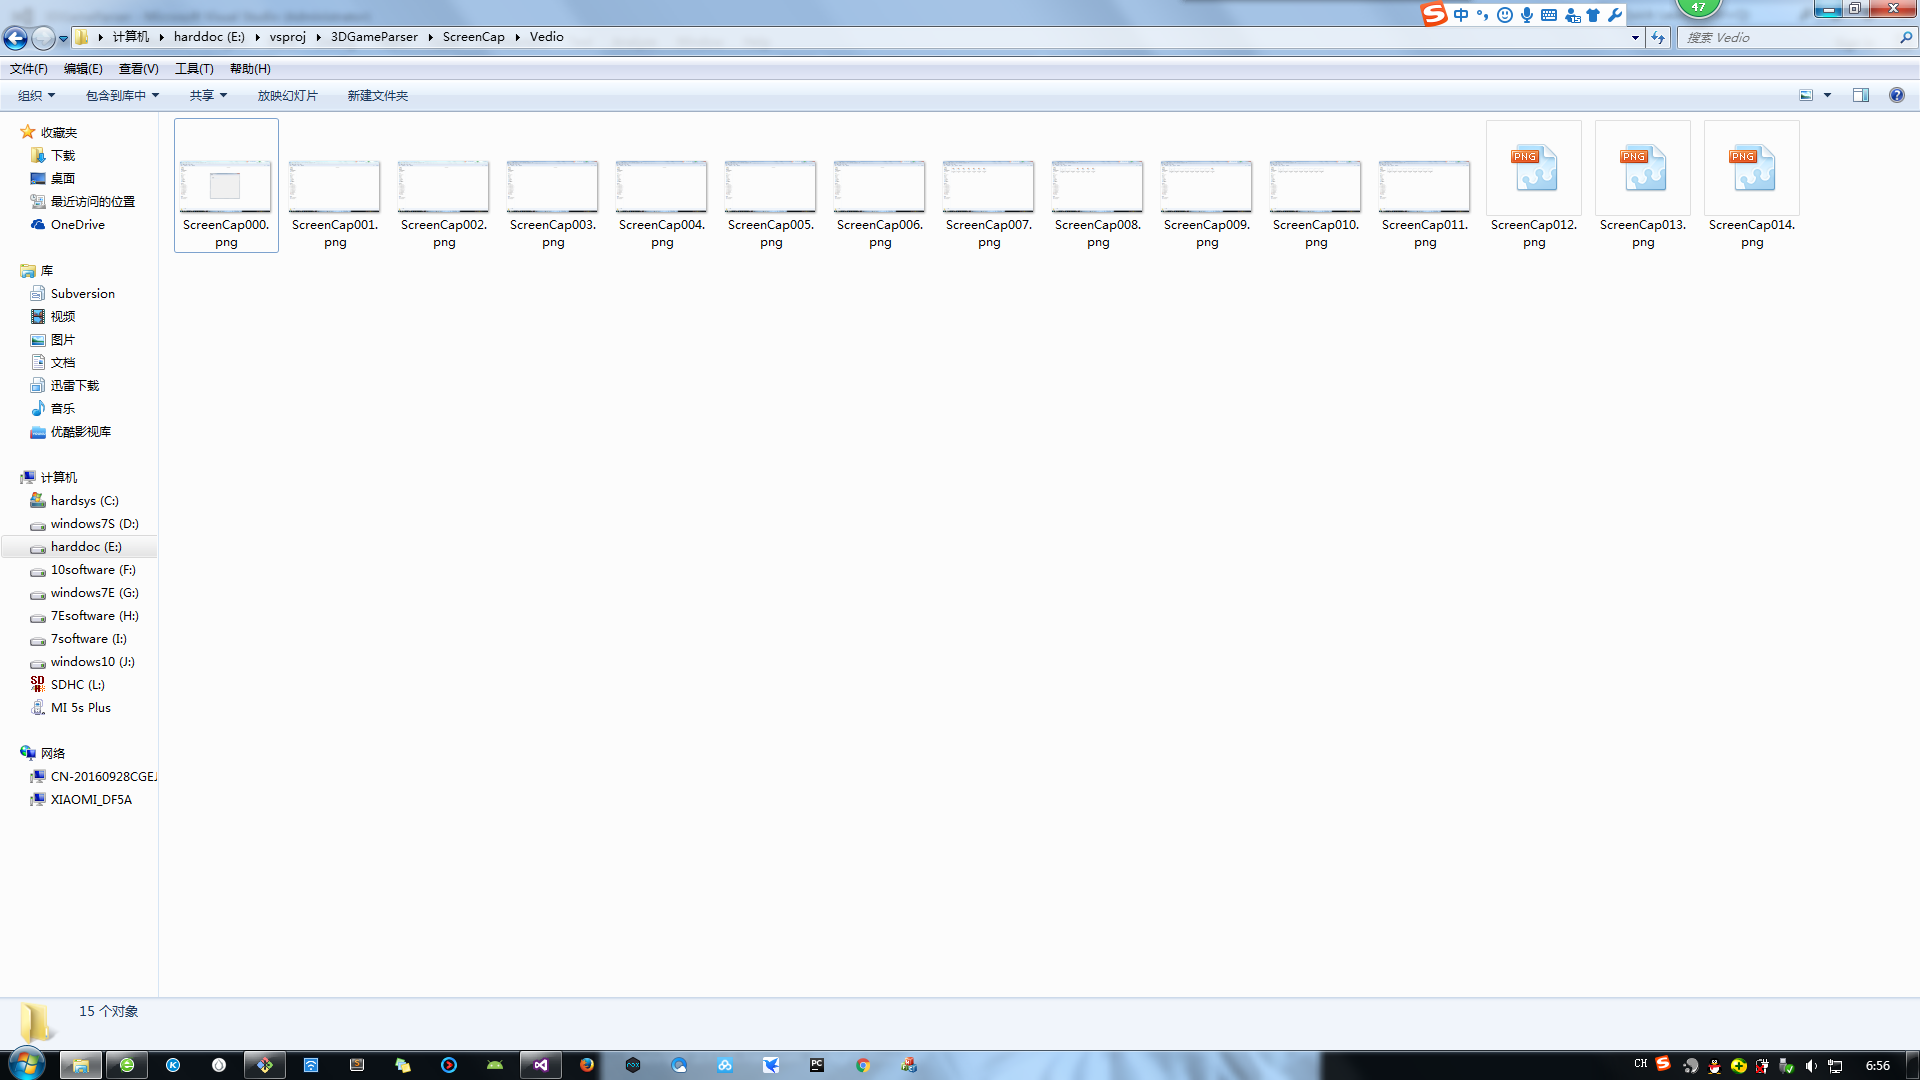 中
47
计算机 harddoc (E:) vsproj 3DGameParser ScreenCap Vedio
搜索 Vedio
文件(F) 编辑(E) 查看(V) 工具(T) 帮助(H)
组织 包含到库中 共享 放映幻灯片 新建文件夹
收藏夹
下载
桌面
最近访问的位置
OneDrive
库
Subversion
视频
图片
文档
迅雷下载
音乐
优酷影视库
计算机
hardsys (C:)
windows7S (D:)
harddoc (E:)
10software (F:)
windows7E (G:)
7Esoftware (H:)
7software (I:)
windows10 (J:)
SDHC (L:)
MI 5s Plus
网络
CN-20160928CGEJ
XIAOMI_DF5A
ScreenCap000.
png
ScreenCap001.
png
ScreenCap002.
png
ScreenCap003.
png
ScreenCap004.
png
ScreenCap005.
png
ScreenCap006.
png
ScreenCap007.
png
ScreenCap008.
png
ScreenCap009.
png
ScreenCap010.
png
ScreenCap011.
png
PNG
ScreenCap012.
png
PNG
ScreenCap013.
png
PNG
ScreenCap014.
png
15 个对象
CH
6:56